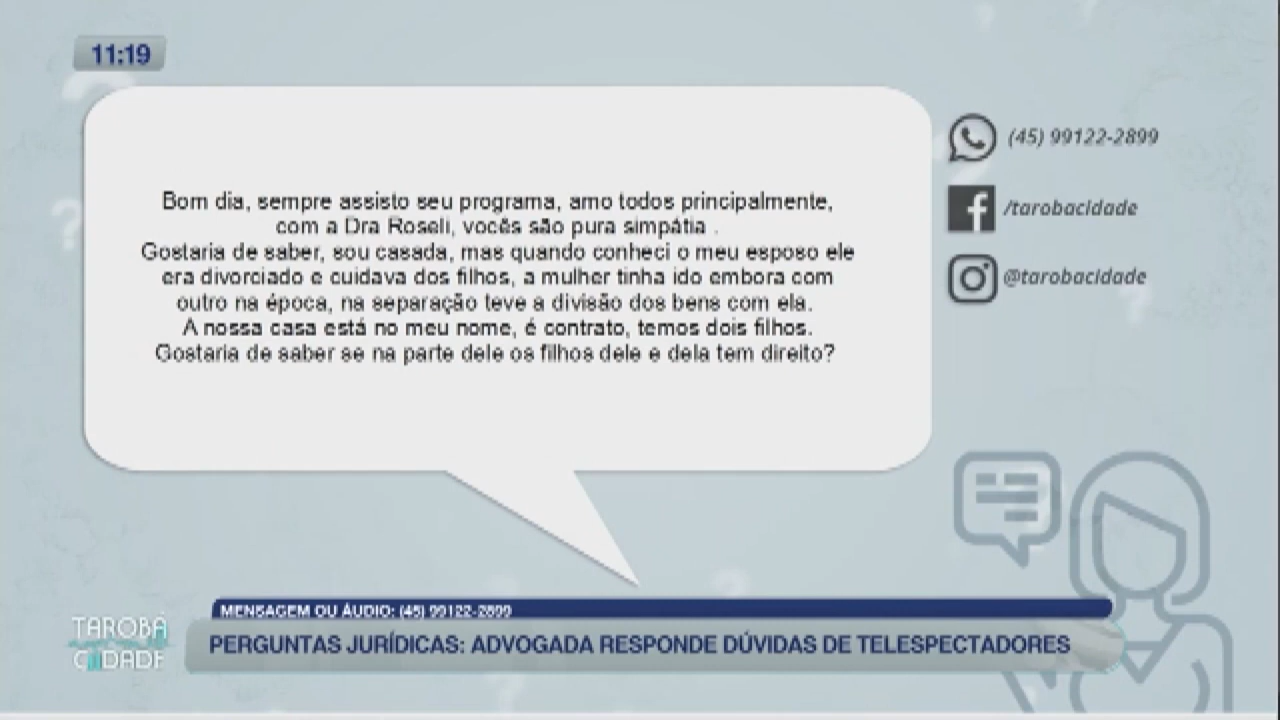 11:19
Bom dia, sempre assisto seu programa, amo todos principalmente,
com a Dra Roseli, vocês são pura simpátia .
Gostaria de saber, sou casada, mas quando conheci o meu esposo ele
era divorciado e cuidava dos filhos, a mulher tinha ido embora com
outro na época, na separação teve a divisão dos bens com ela.
A nossa casa está no meu nome, é contrato, temos dois filhos.
Gostaria de saber se na parte dele os filhos dele e dela tem direito?
(45) 99122-2899
/tarobacidade
@tarobacidade
MENSAGEM OU ÁUDIO: (45) 99122-2899
TAROBÁ
CIDADE
PERGUNTAS JURÍDICAS: ADVOGADA RESPONDE DÚVIDAS DE TELESPECTADORES